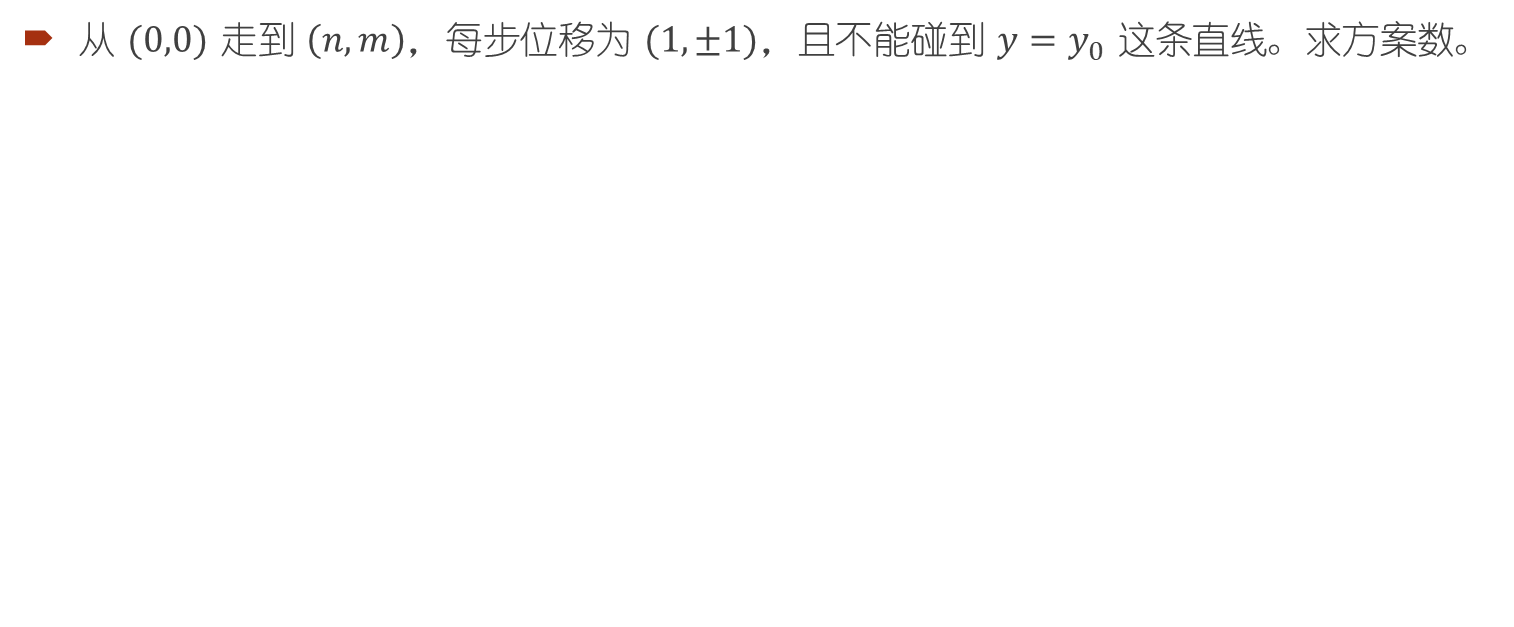 从 (0,0) 走到 (n, m)，每步位移为 (1, ±1)，且不能碰到 y = y₀ 这条直线。求方案数。